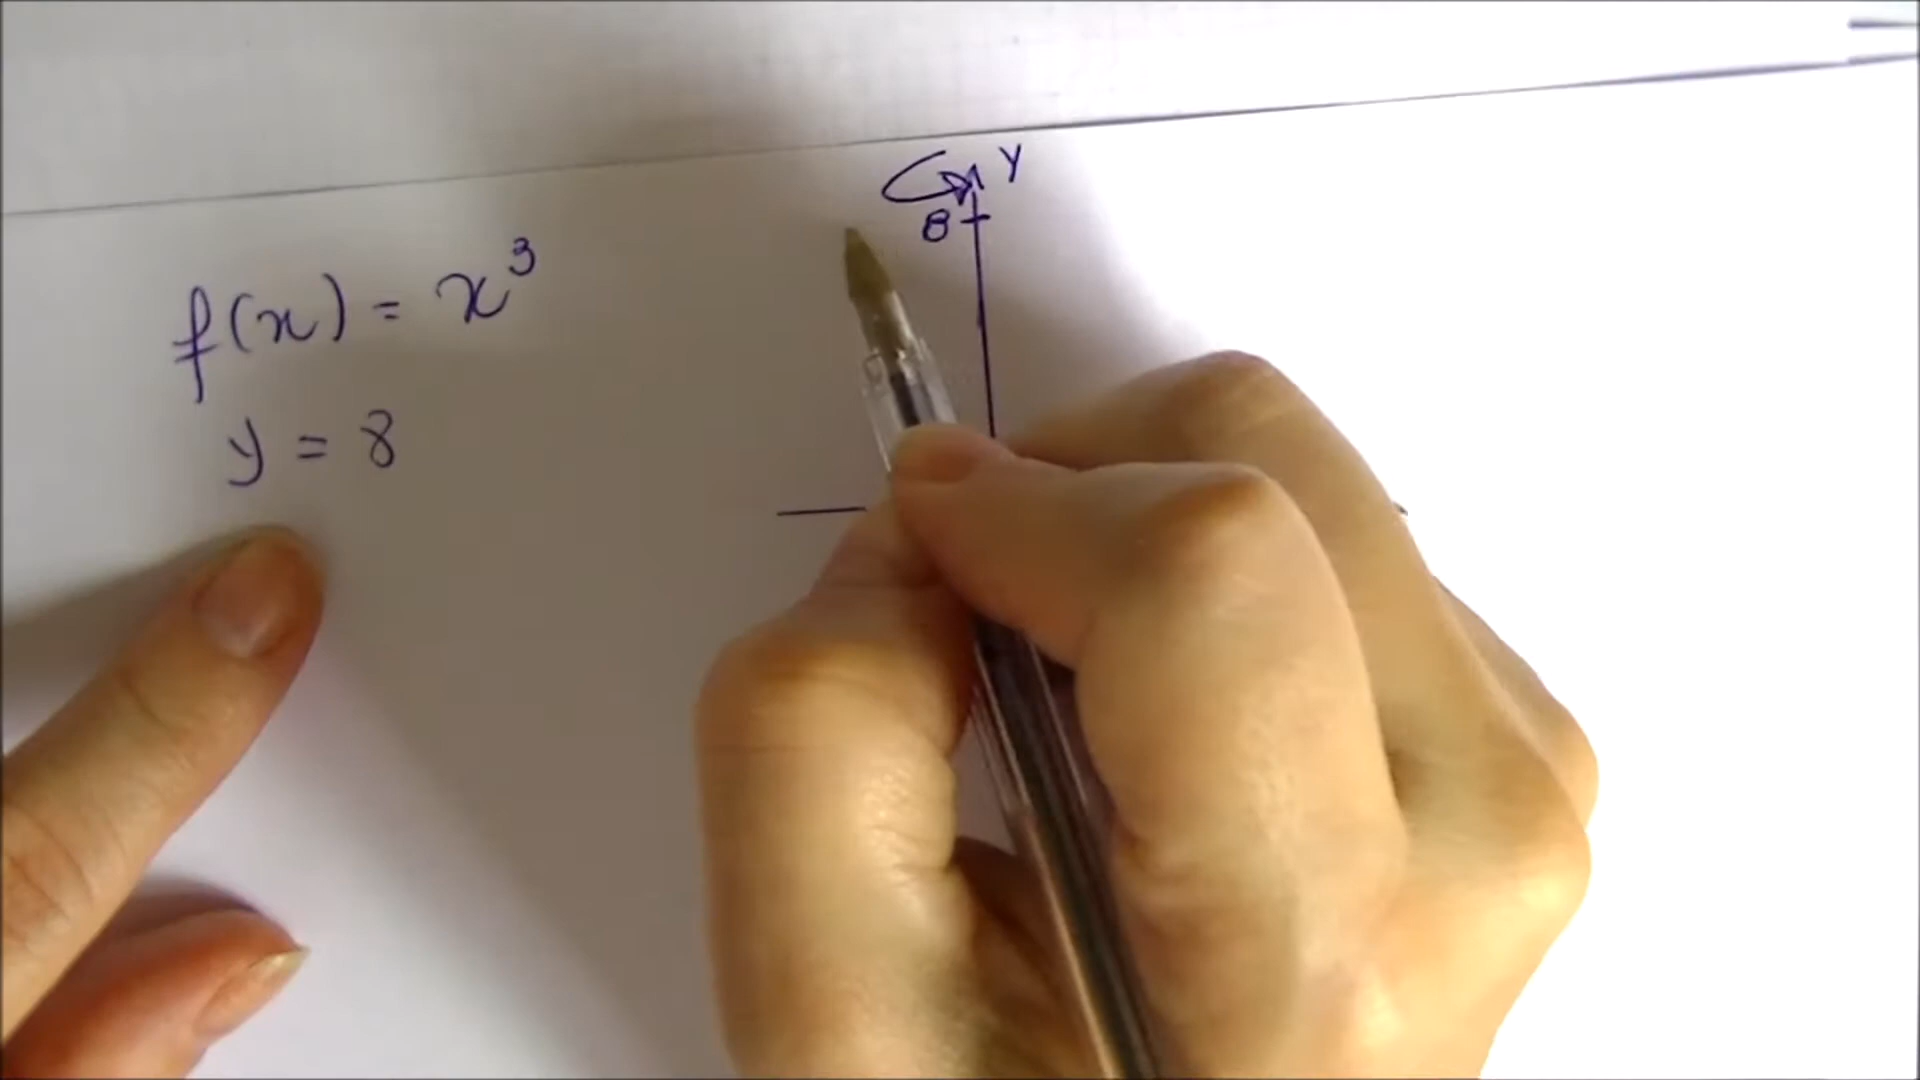 f(x) = x³
y = 8
y
8